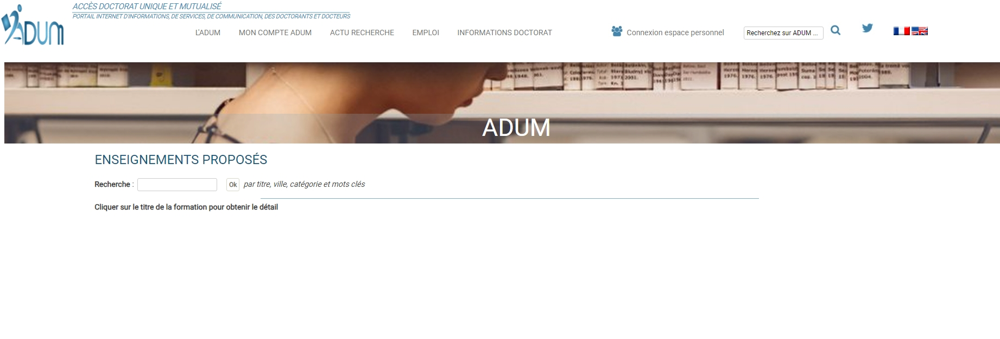 ADUM
ACCÈS DOCTORAT UNIQUE ET MUTUALISÉ
PORTAIL INTERNET D'INFORMATIONS, DE SERVICES, DE COMMUNICATION, DES DOCTORANTS ET DOCTEURS
L'ADUM MON COMPTE ADUM ACTU RECHERCHE EMPLOI INFORMATIONS DOCTORAT Connexion espace personnel Recherchez sur ADUM ...
ADUM
ENSEIGNEMENTS PROPOSÉS
Recherche : Ok par titre, ville, catégorie et mots clés
Cliquer sur le titre de la formation pour obtenir le détail